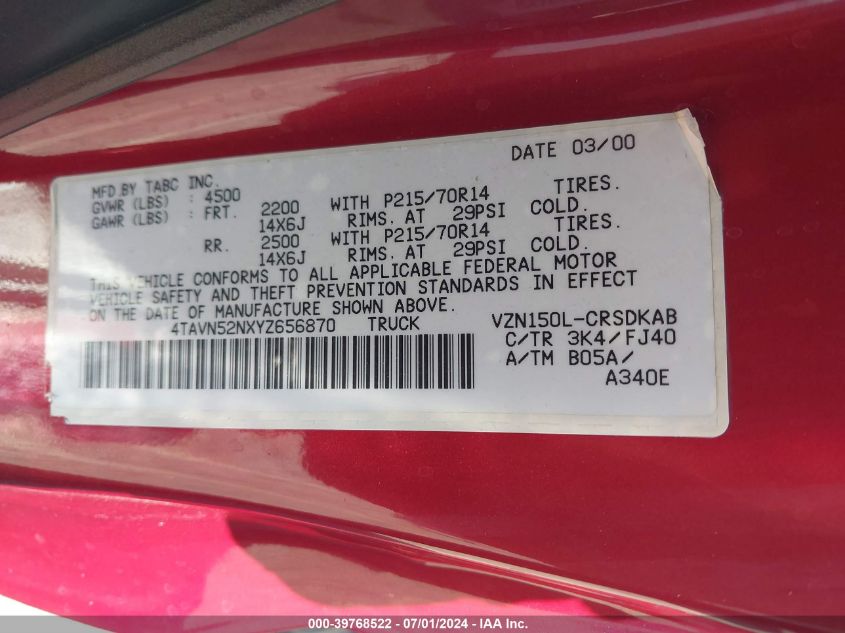 DATE 03/00
MFD.BY TABC INC.
GVWR (LBS) : 4500
GAWR (LBS) : FRT. 2200 WITH P215/70R14 TIRES.
14X6J RIMS. AT 29PSI COLD.
RR. 2500 WITH P215/70R14 TIRES.
14X6J RIMS. AT 29PSI COLD.
THIS VEHICLE CONFORMS TO ALL APPLICABLE FEDERAL MOTOR
VEHICLE SAFETY AND THEFT PREVENTION STANDARDS IN EFFECT
ON THE DATE OF MANUFACTURE SHOWN ABOVE.
4TAVN52NXYZ656870 TRUCK VZN150L-CRSDKAB
C/TR 3K4/FJ40
A/TM B05A/
A340E
000-39768522 / 07/01/2024 - IAA Inc.